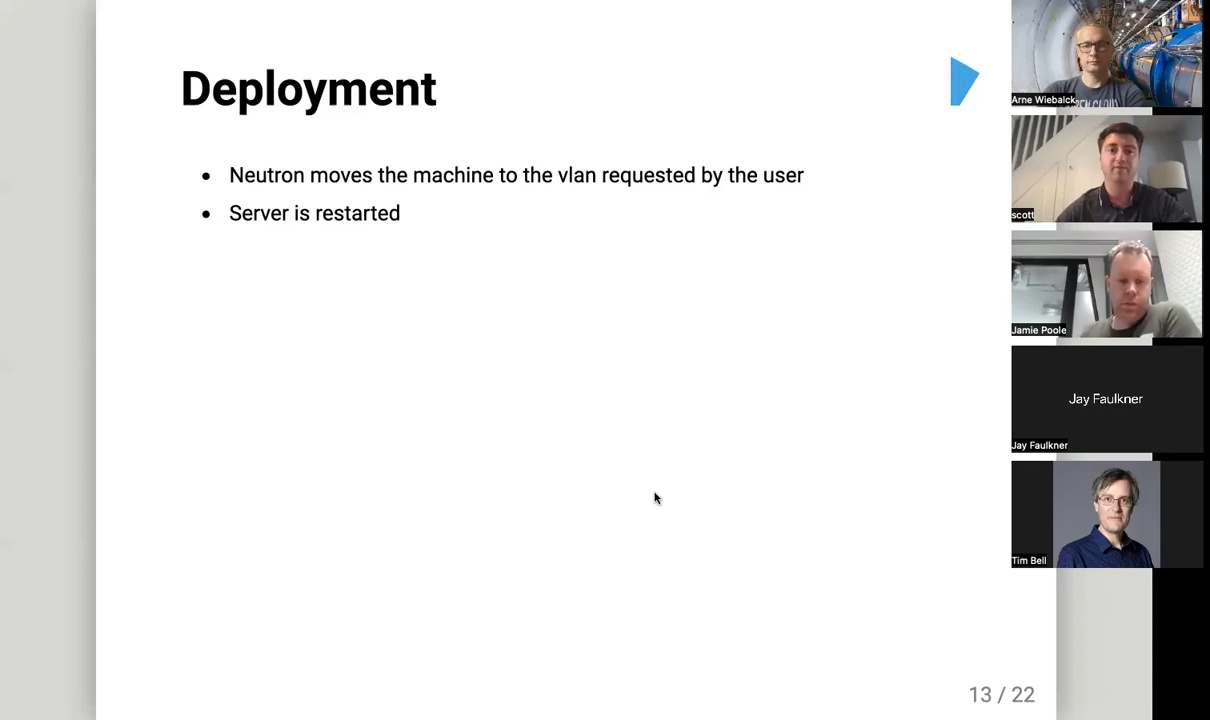 Deployment
• Neutron moves the machine to the vlan requested by the user
• Server is restarted
13 / 22
Arne Wiebalck
scott
Jamie Poole
Jay Faulkner
Jay Faulkner
Tim Bell